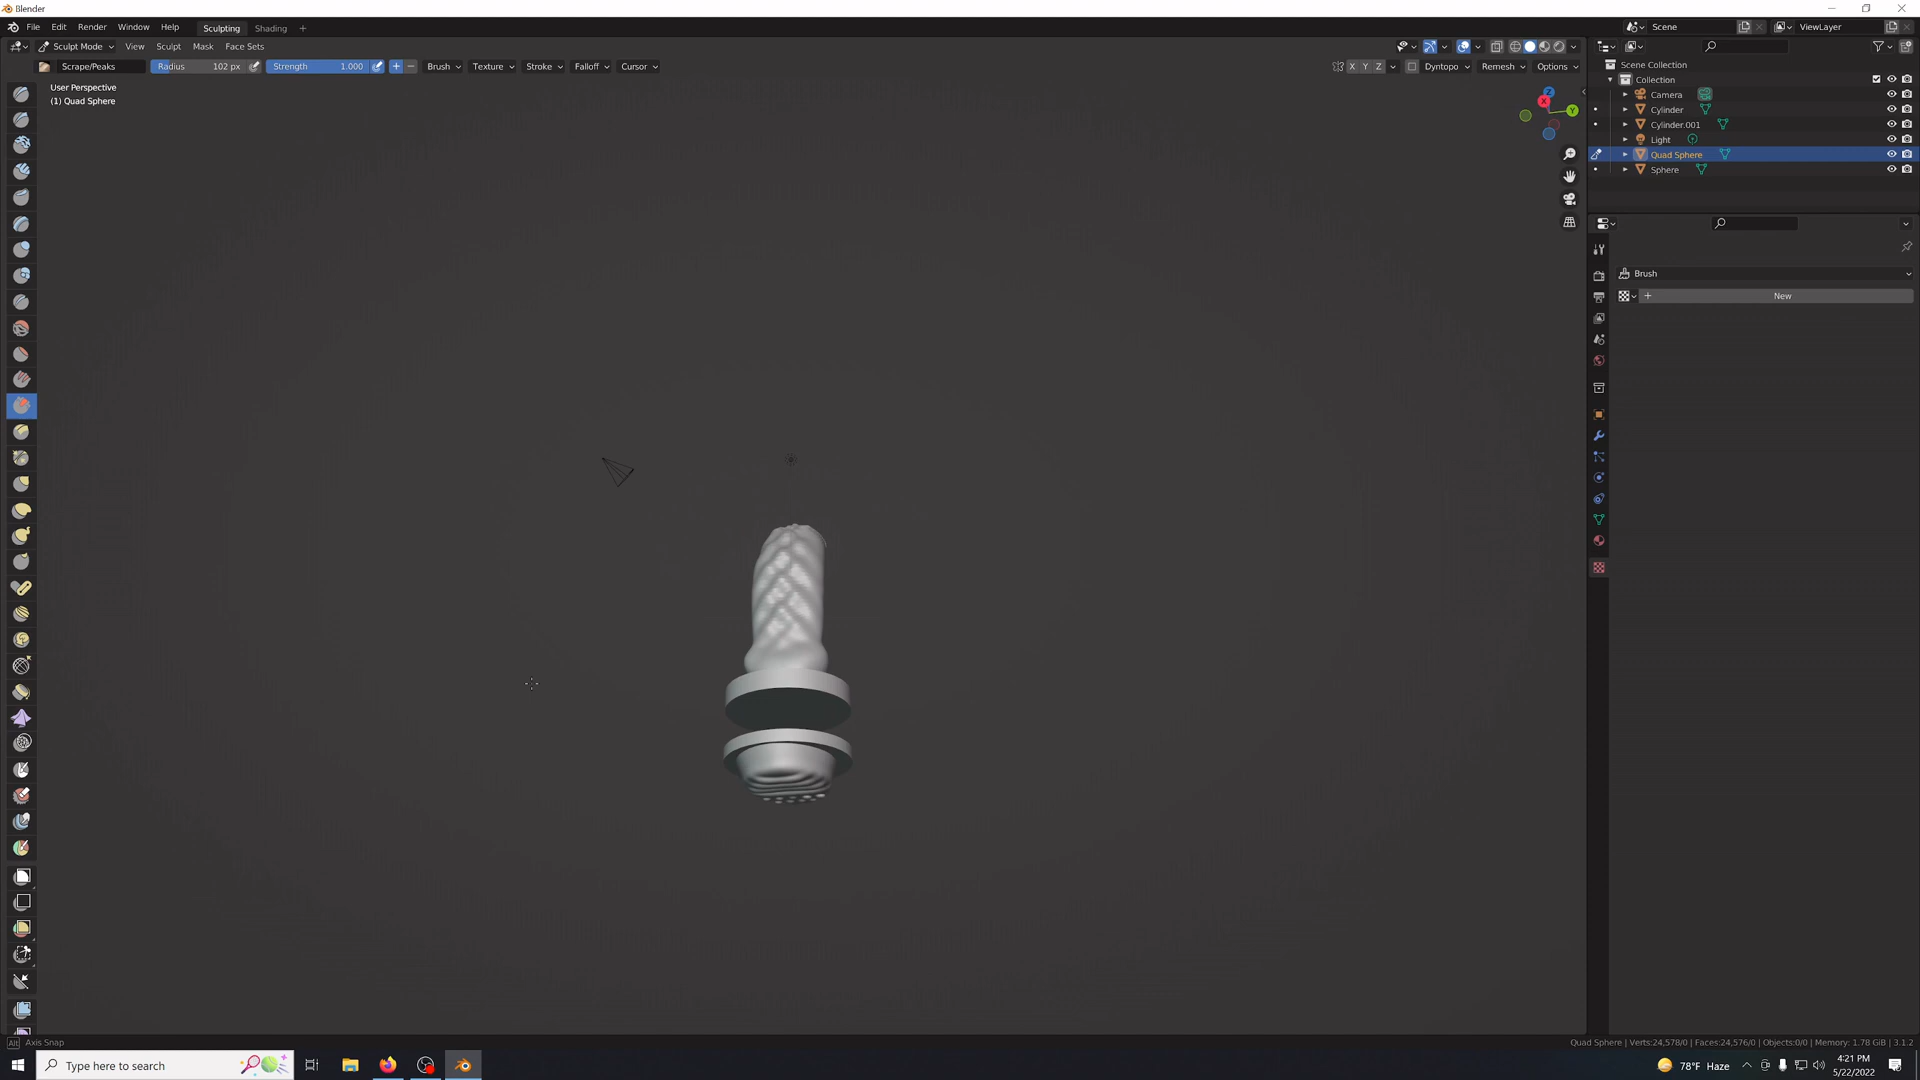 Blender
File Edit Render Window Help Sculpting Shading + Scene ViewLayer
Sculpt Mode View Sculpt Mask Face Sets
Scrape/Peaks Radius 102 px Strength 1.000 Brush Texture Stroke Falloff Cursor X Y Z Dyntopo Remesh Options
User Perspective
(1) Quad Sphere
Z
X
Y
Scene Collection
Collection
Camera
Cylinder
Cylinder.001
Light
Quad Sphere
Sphere
Brush
New
Alt Axis Snap
Quad Sphere | Verts:24,578/0 | Faces:24,576/0 | Objects:0/0 | Memory: 1.78 GiB | 3.1.2
Type here to search
78°F Haze
4:21 PM
5/22/2022